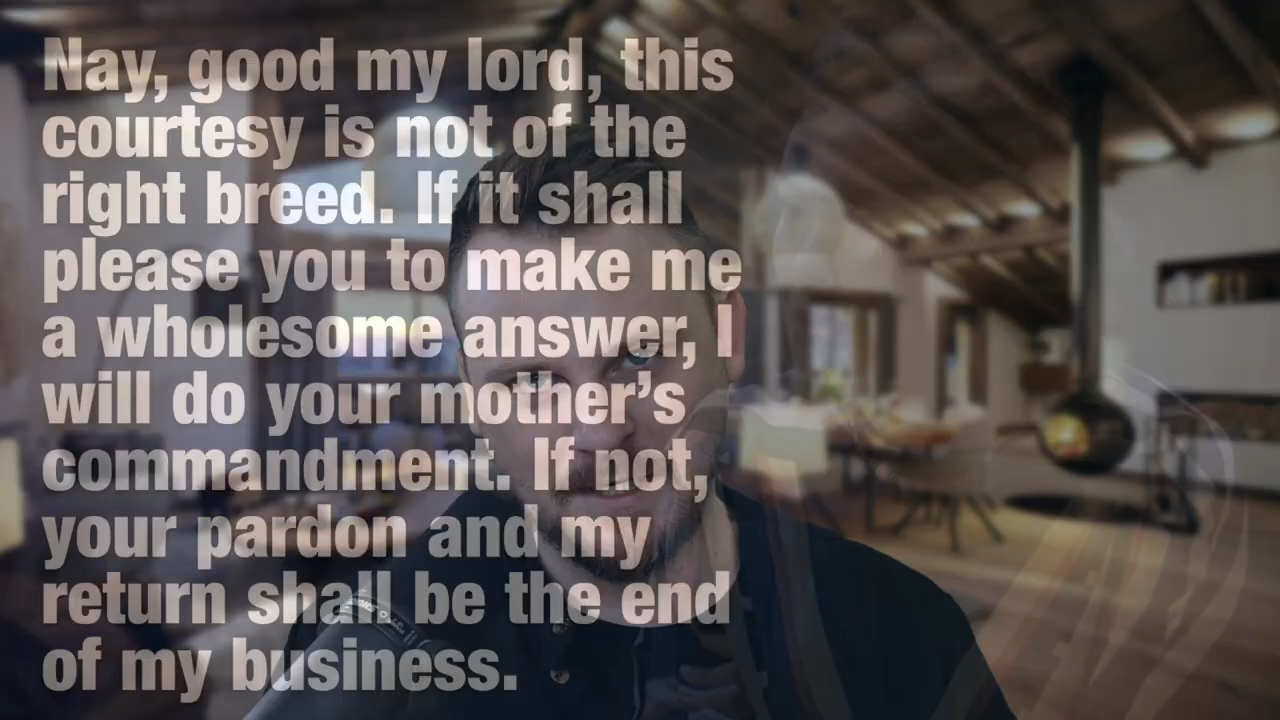 Nay, good my lord, this
courtesy is not of the
right breed. If it shall
please you to make me
a wholesome answer, I
will do your mother’s
commandment. If not,
your pardon and my
return shall be the end
of my business.